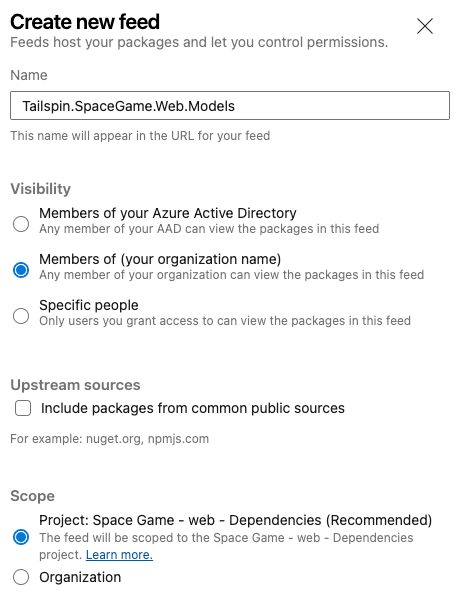 Create new feed
Feeds host your packages and let you control permissions.
Name
Tailspin.SpaceGame.Web.Models
This name will appear in the URL for your feed
Visibility
Members of your Azure Active Directory
Any member of your AAD can view the packages in this feed
Members of (your organization name)
Any member of your organization can view the packages in this feed
Specific people
Only users you grant access to can view the packages in this feed
Upstream sources
Include packages from common public sources
For example: nuget.org, npmjs.com
Scope
Project: Space Game - web - Dependencies (Recommended)
The feed will be scoped to the Space Game - web - Dependencies
project. Learn more.
Organization